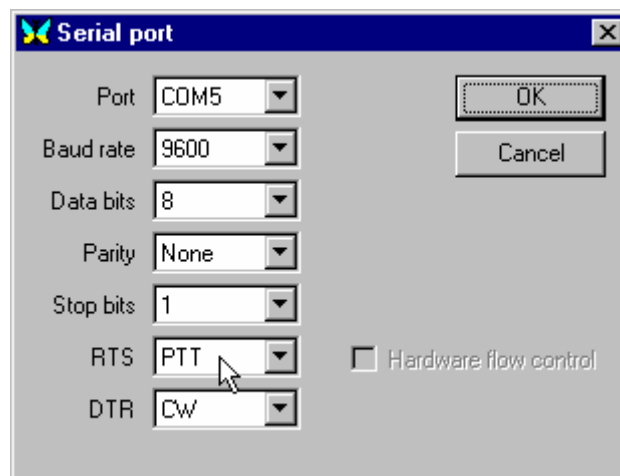 Serial port
Port COM5
OK
Baud rate 9600
Cancel
Data bits 8
Parity None
Stop bits 1
RTS PTT
Hardware flow control
DTR CW